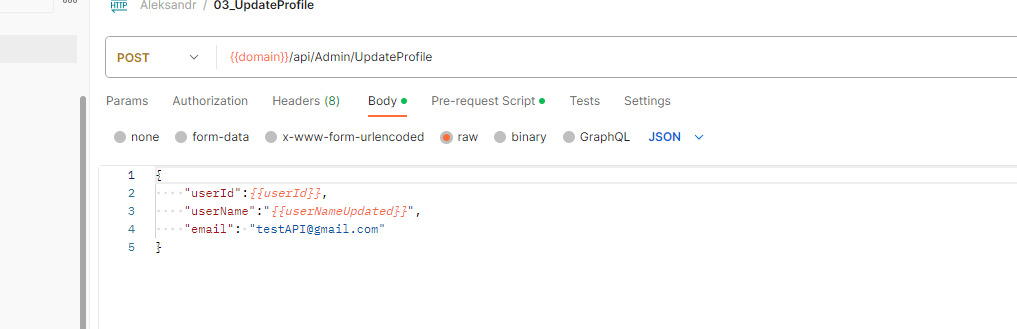 HTTP Aleksandr / 03_UpdateProfile
POST {{domain}}/api/Admin/UpdateProfile
Params Authorization Headers (8) Body Pre-request Script Tests Settings
none form-data x-www-form-urlencoded raw binary GraphQL JSON
1 {
2 "userId":{{userId}},
3 "userName":"{{userNameUpdated}}",
4 "email": "testAPI@gmail.com"
5 }